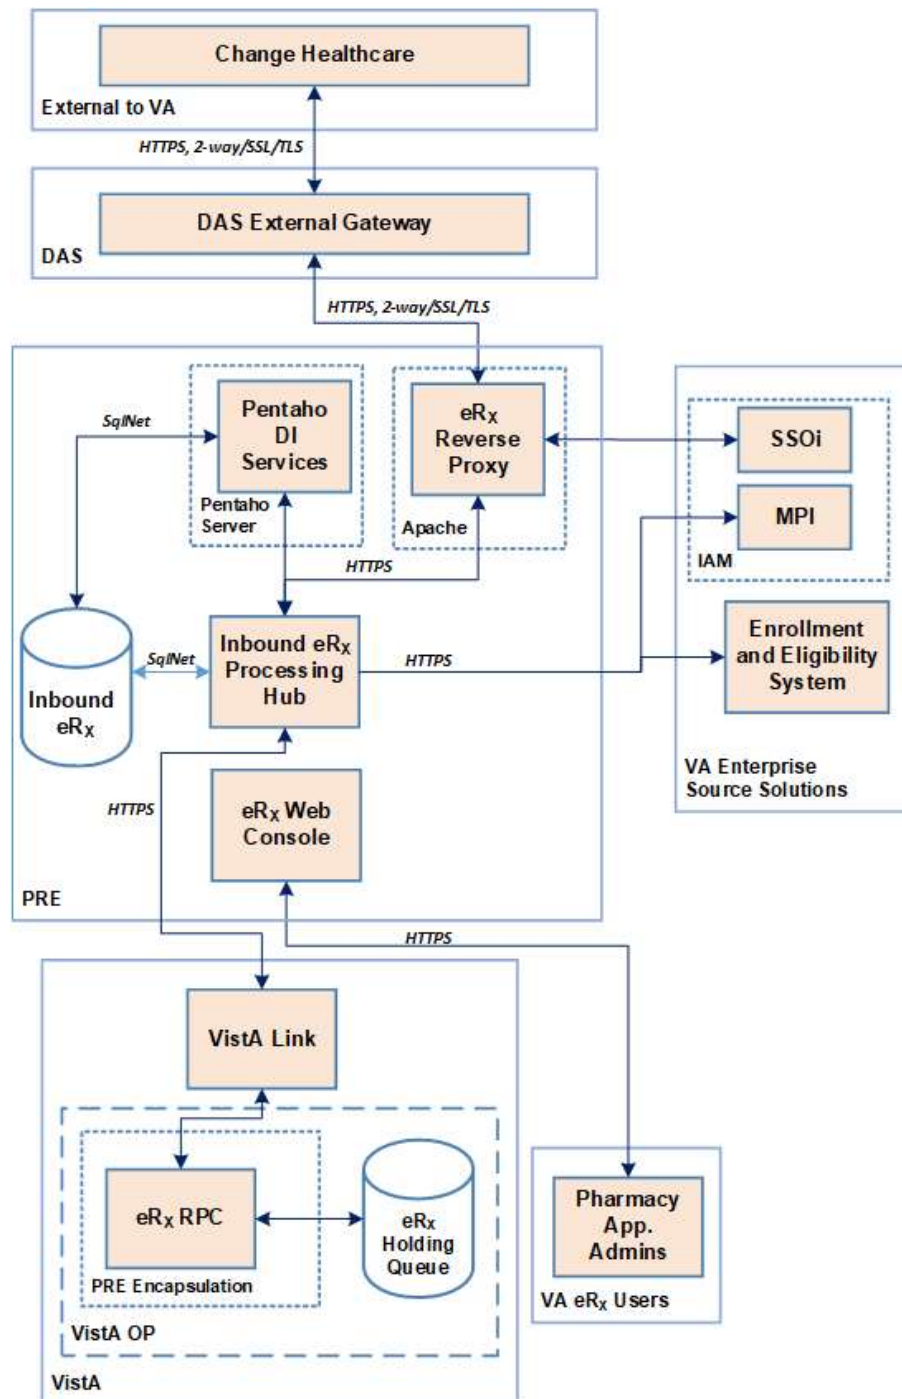 Change Healthcare
External to VA
HTTPS, 2-way/SSL/TLS
DAS External Gateway
DAS
HTTPS, 2-way/SSL/TLS
Pentaho
DI
Services
Pentaho
Server
SqlNet
eRX
Reverse
Proxy
Apache
HTTPS
SSOi
MPI
IAM
Inbound
eRX
SqlNet
Inbound eRX
Processing
Hub
HTTPS
Enrollment
and Eligibility
System
VA Enterprise
Source Solutions
HTTPS
eRX Web
Console
PRE
HTTPS
VistA Link
eRX RPC
PRE Encapsulation
eRX
Holding
Queue
VistA OP
VistA
Pharmacy
App.
Admins
VA eRX Users